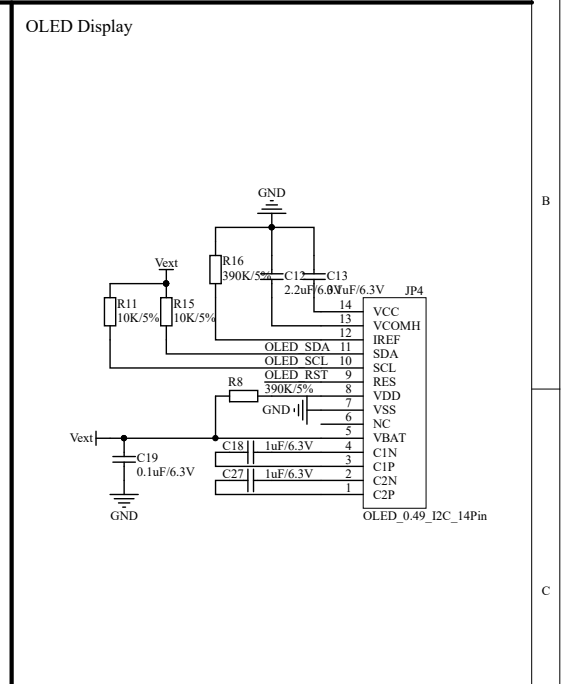 OLED Display
B
GND
R16
390K/5%
C12
2.2uF/6.3V
C13
0.1uF/6.3V
Vext
R11
10K/5%
R15
10K/5%
JP4
14 VCC
13 VCOMH
12 IREF
OLED_SDA 11 SDA
OLED_SCL 10 SCL
OLED_RST 9 RES
R8
390K/5%
8 VDD
GND 7 VSS
6 NC
Vext 5 VBAT
C18 1uF/6.3V 4 C1N
3 C1P
C27 1uF/6.3V 2 C2N
1 C2P
C19
0.1uF/6.3V
GND
OLED_0.49_I2C_14Pin
C